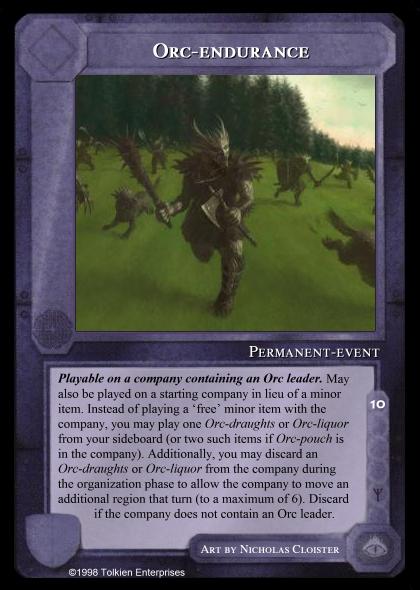 ORC-ENDURANCE
PERMANENT-EVENT
Playable on a company containing an Orc leader. May
also be played on a starting company in lieu of a minor
item. Instead of playing a ‘free’ minor item with the
company, you may play one Orc-draughts or Orc-liquor
from your sideboard (or two such items if Orc-pouch is
in the company). Additionally, you may discard an
Orc-draughts or Orc-liquor from the company during
the organization phase to allow the company to move an
additional region that turn (to a maximum of 6). Discard
if the company does not contain an Orc leader.
10
ART BY NICHOLAS CLOISTER
©1998 Tolkien Enterprises